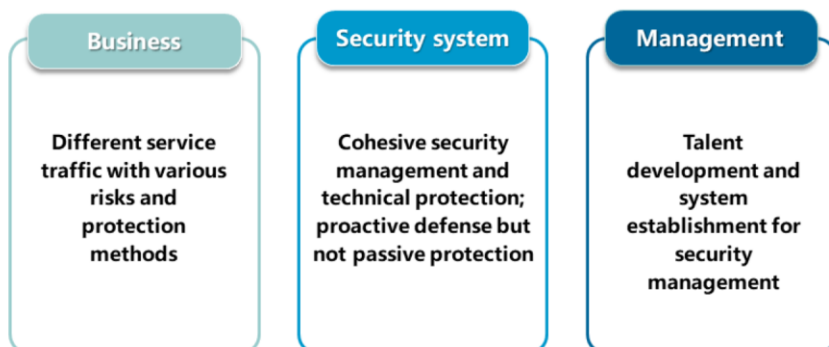 Business
Different service
traffic with various
risks and
protection
methods
Security system
Cohesive security
management and
technical protection;
proactive defense but
not passive protection
Management
Talent
development and
system
establishment for
security
management